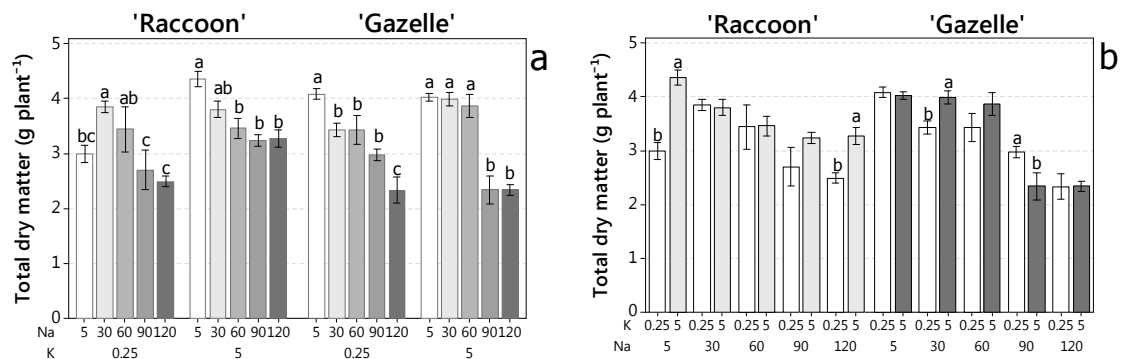 'Raccoon' 'Gazelle'
a
Total dry matter (g plant⁻¹)
5
4
3
2
1
0
bc a ab c c
a ab b b b
a b b b c
a a a b b
Na 5 30 60 90 120 5 30 60 90 120 5 30 60 90 120 5 30 60 90 120
K 0.25 5 0.25 5
'Raccoon' 'Gazelle'
b
Total dry matter (g plant⁻¹)
5
4
3
2
1
0
b a b a
b a a b
K 0.25 5 0.25 5 0.25 5 0.25 5 0.25 5 0.25 5 0.25 5 0.25 5 0.25 5 0.25 5
Na 5 30 60 90 120 5 30 60 90 120